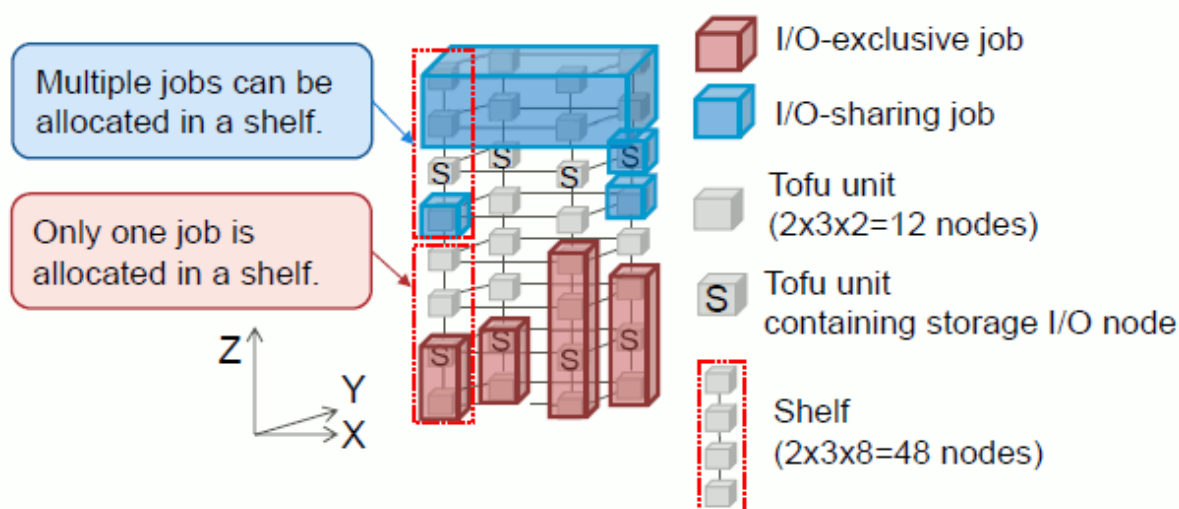 Multiple jobs can be
allocated in a shelf.
Only one job is
allocated in a shelf.
Z
Y
X
S
S
S
S
S
S
S
S
I/O-exclusive job
I/O-sharing job
Tofu unit
(2x3x2=12 nodes)
S
Tofu unit
containing storage I/O node
Shelf
(2x3x8=48 nodes)